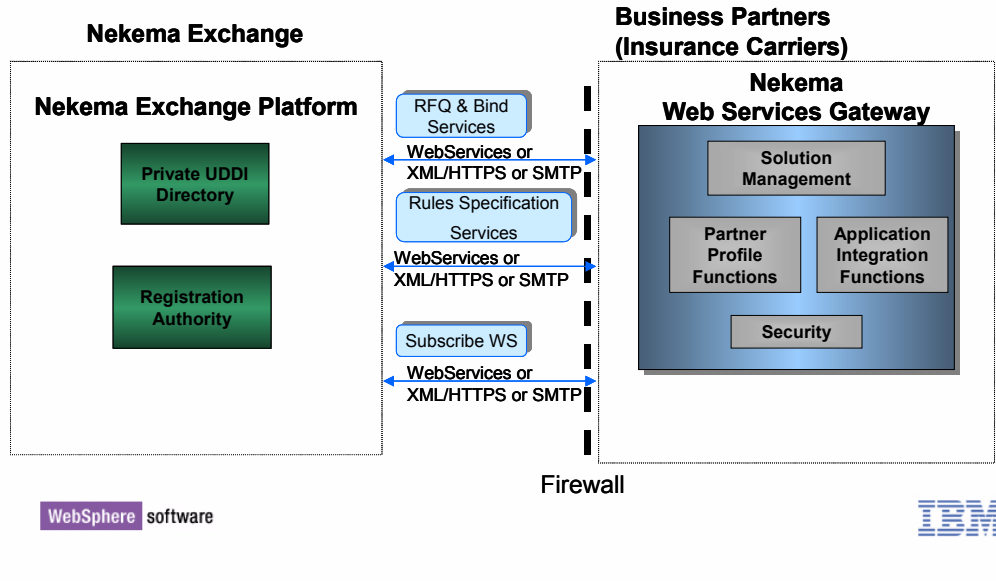 Nekema Exchange
Business Partners
(Insurance Carriers)
Nekema Exchange Platform
Private UDDI
Directory
Registration
Authority
RFQ & Bind
Services
WebServices or
XML/HTTPS or SMTP
Rules Specification
Services
WebServices or
XML/HTTPS or SMTP
Subscribe WS
WebServices or
XML/HTTPS or SMTP
Firewall
Nekema
Web Services Gateway
Solution
Management
Partner
Profile
Functions
Application
Integration
Functions
Security
WebSphere software
IBM